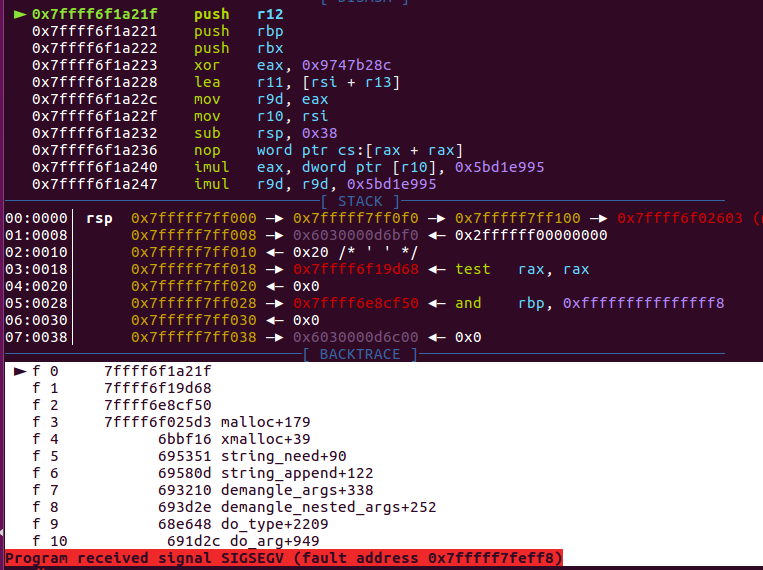 [ DISASM ]
► 0x7ffff6f1a21f push r12
0x7ffff6f1a221 push rbp
0x7ffff6f1a222 push rbx
0x7ffff6f1a223 xor eax, 0x9747b28c
0x7ffff6f1a228 lea r11, [rsi + r13]
0x7ffff6f1a22c mov r9d, eax
0x7ffff6f1a22f mov r10, rsi
0x7ffff6f1a232 sub rsp, 0x38
0x7ffff6f1a236 nop word ptr cs:[rax + rax]
0x7ffff6f1a240 imul eax, dword ptr [r10], 0x5bd1e995
0x7ffff6f1a247 imul r9d, r9d, 0x5bd1e995
[ STACK ]
00:0000│ rsp 0x7fffff7ff000 —► 0x7fffff7ff0f0 —► 0x7fffff7ff100 —► 0x7ffff6f02603 (
01:0008│ 0x7fffff7ff008 —► 0x6030000d6bf0 ◄— 0x2ffffff00000000
02:0010│ 0x7fffff7ff010 ◄— 0x20 /* ' ' */
03:0018│ 0x7fffff7ff018 —► 0x7ffff6f19d68 ◄— test rax, rax
04:0020│ 0x7fffff7ff020 ◄— 0x0
05:0028│ 0x7fffff7ff028 —► 0x7ffff6e8cf50 ◄— and rbp, 0xfffffffffffffff8
06:0030│ 0x7fffff7ff030 ◄— 0x0
07:0038│ 0x7fffff7ff038 —► 0x6030000d6c00 ◄— 0x0
[ BACKTRACE ]
► f 0 7ffff6f1a21f
f 1 7ffff6f19d68
f 2 7ffff6e8cf50
f 3 7ffff6f025d3 malloc+179
f 4 6bbf16 xmalloc+39
f 5 695351 string_need+90
f 6 69580d string_append+122
f 7 693210 demangle_args+338
f 8 693d2e demangle_nested_args+252
f 9 68e648 do_type+2209
f 10 691d2c do_arg+949
Program received signal SIGSEGV (fault address 0x7fffff7feff8)